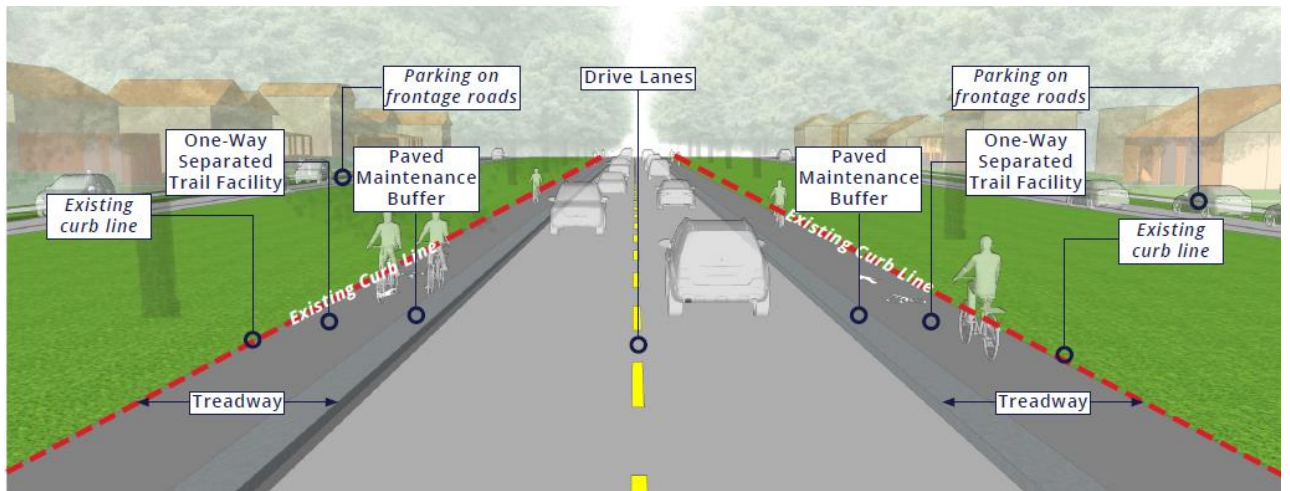 Parking on
frontage roads
Drive Lanes
Parking on
frontage roads
One-Way
Separated
Trail Facility
Paved
Maintenance
Buffer
Paved
Maintenance
Buffer
One-Way
Separated
Trail Facility
Existing
curb line
Existing
curb line
Existing Curb Line
Existing Curb Line
Treadway
Treadway